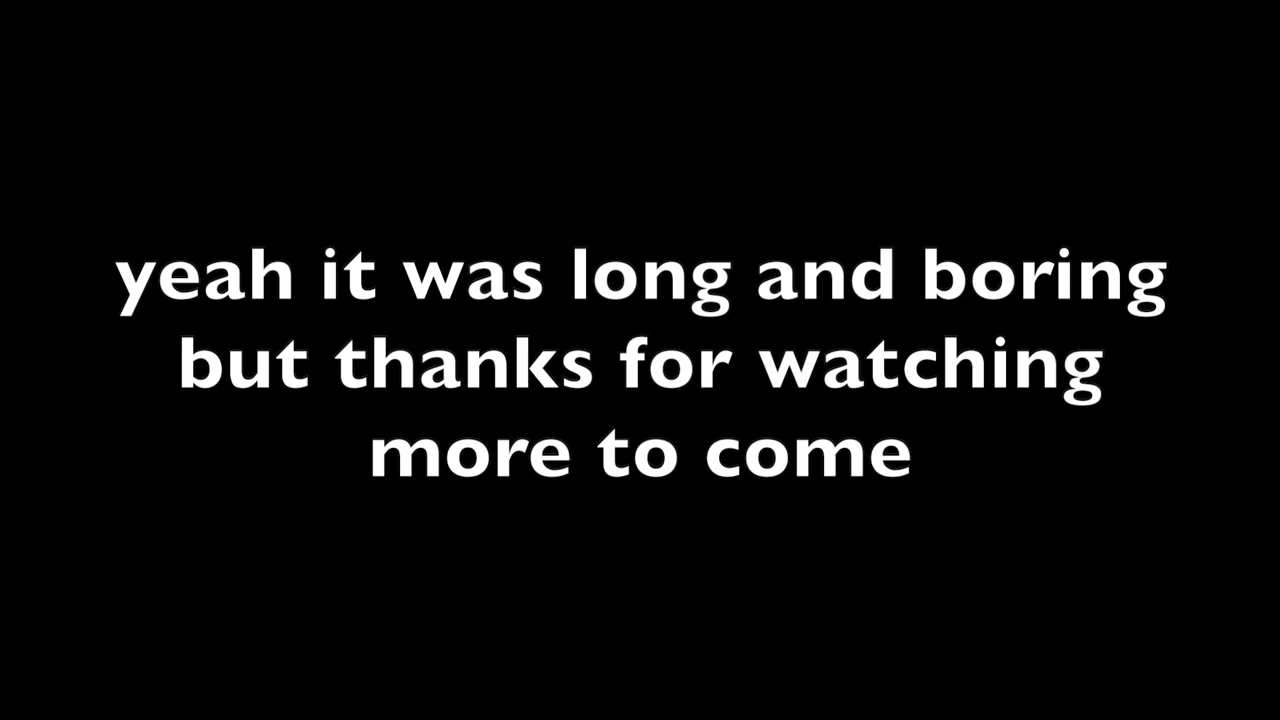 yeah it was long and boring
but thanks for watching
more to come